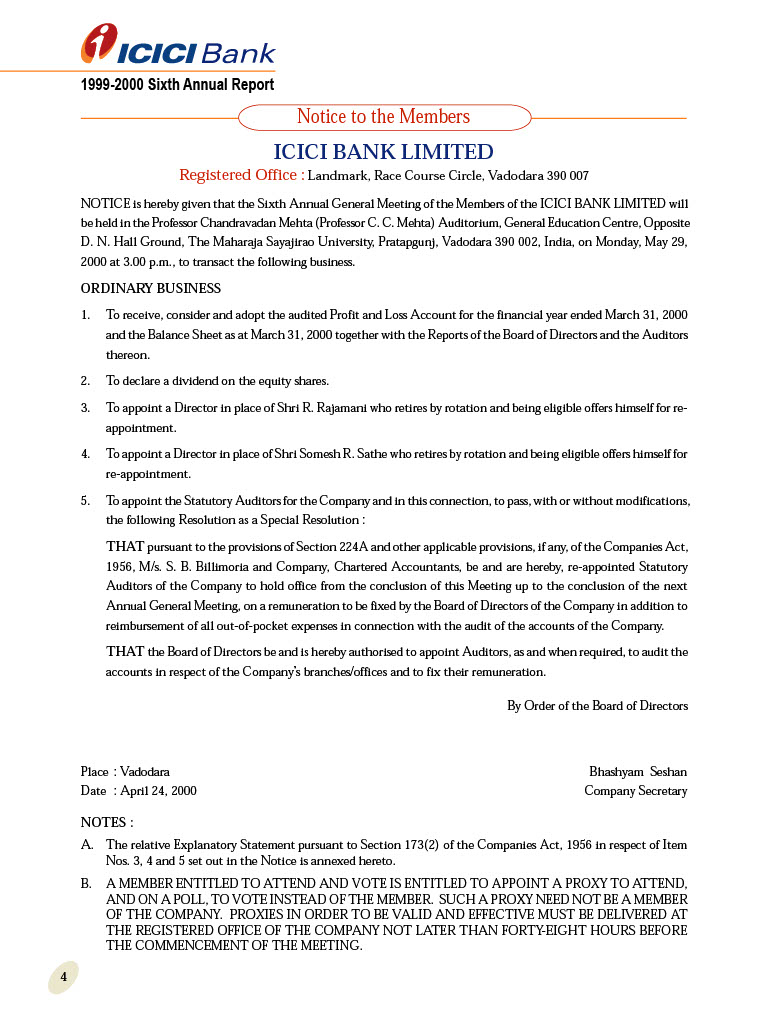 ICICI Bank
1999-2000 Sixth Annual Report
Notice to the Members
ICICI BANK LIMITED
Registered Office : Landmark, Race Course Circle, Vadodara 390 007
NOTICE is hereby given that the Sixth Annual General Meeting of the Members of the ICICI BANK LIMITED will
be held in the Professor Chandravadan Mehta (Professor C. C. Mehta) Auditorium, General Education Centre, Opposite
D. N. Hall Ground, The Maharaja Sayajirao University, Pratapgunj, Vadodara 390 002, India, on Monday, May 29,
2000 at 3.00 p.m., to transact the following business.
ORDINARY BUSINESS
1. To receive, consider and adopt the audited Profit and Loss Account for the financial year ended March 31, 2000
and the Balance Sheet as at March 31, 2000 together with the Reports of the Board of Directors and the Auditors
thereon.
2. To declare a dividend on the equity shares.
3. To appoint a Director in place of Shri R. Rajamani who retires by rotation and being eligible offers himself for re-
appointment.
4. To appoint a Director in place of Shri Somesh R. Sathe who retires by rotation and being eligible offers himself for
re-appointment.
5. To appoint the Statutory Auditors for the Company and in this connection, to pass, with or without modifications,
the following Resolution as a Special Resolution :
THAT pursuant to the provisions of Section 224A and other applicable provisions, if any, of the Companies Act,
1956, M/s. S. B. Billimoria and Company, Chartered Accountants, be and are hereby, re-appointed Statutory
Auditors of the Company to hold office from the conclusion of this Meeting up to the conclusion of the next
Annual General Meeting, on a remuneration to be fixed by the Board of Directors of the Company in addition to
reimbursement of all out-of-pocket expenses in connection with the audit of the accounts of the Company.
THAT the Board of Directors be and is hereby authorised to appoint Auditors, as and when required, to audit the
accounts in respect of the Company's branches/offices and to fix their remuneration.
By Order of the Board of Directors
Place : Vadodara Bhashyam Seshan
Date : April 24, 2000 Company Secretary
NOTES :
A. The relative Explanatory Statement pursuant to Section 173(2) of the Companies Act, 1956 in respect of Item
Nos. 3, 4 and 5 set out in the Notice is annexed hereto.
B. A MEMBER ENTITLED TO ATTEND AND VOTE IS ENTITLED TO APPOINT A PROXY TO ATTEND,
AND ON A POLL, TO VOTE INSTEAD OF THE MEMBER. SUCH A PROXY NEED NOT BE A MEMBER
OF THE COMPANY. PROXIES IN ORDER TO BE VALID AND EFFECTIVE MUST BE DELIVERED AT
THE REGISTERED OFFICE OF THE COMPANY NOT LATER THAN FORTY-EIGHT HOURS BEFORE
THE COMMENCEMENT OF THE MEETING.
4